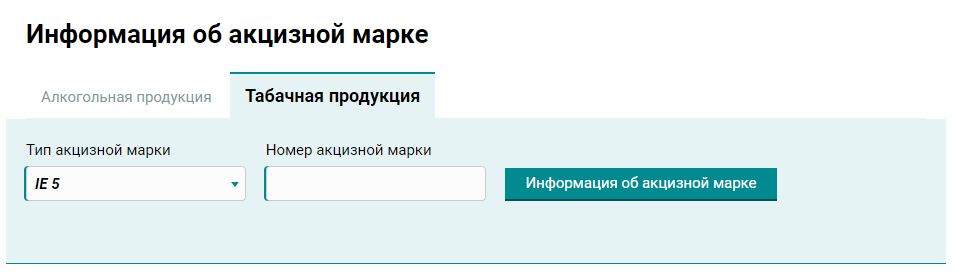 Информация об акцизной марке
Алкогольная продукция
Табачная продукция
Тип акцизной марки
Номер акцизной марки
IE 5
Информация об акцизной марке